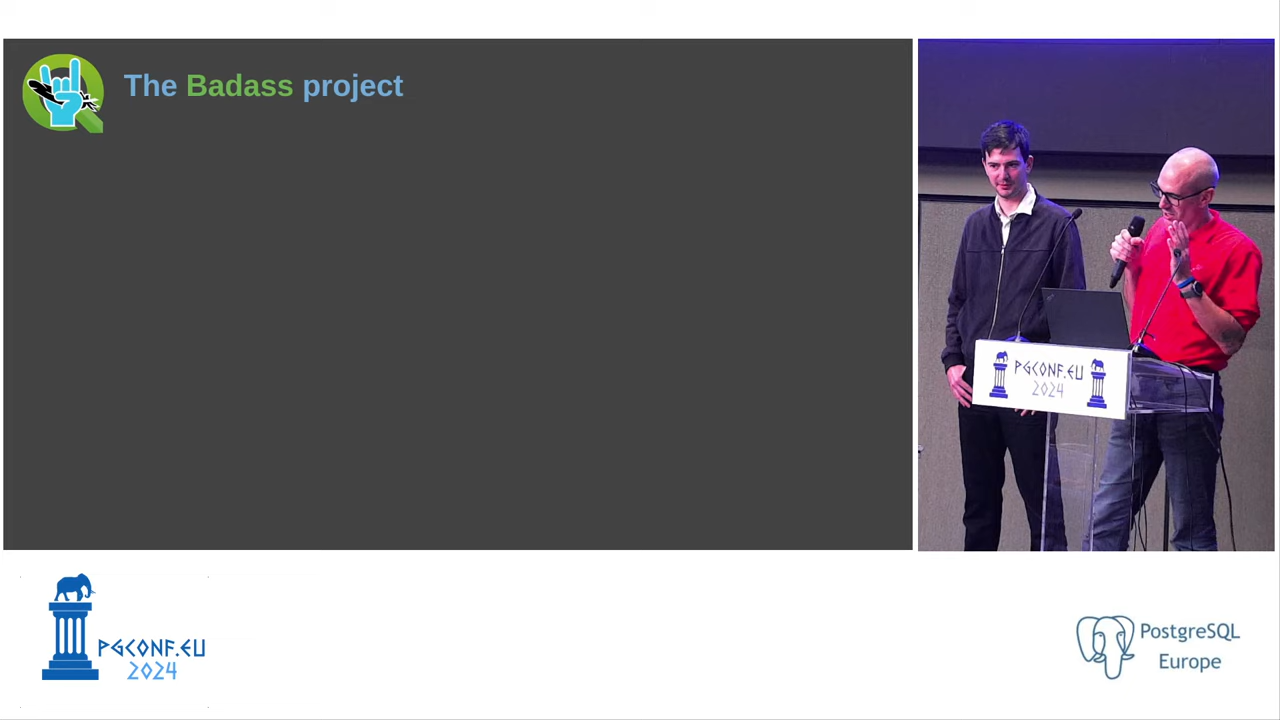 The Badass project
PGCONF.EU
2024
PGCONF.EU
2024
PostgreSQL
Europe